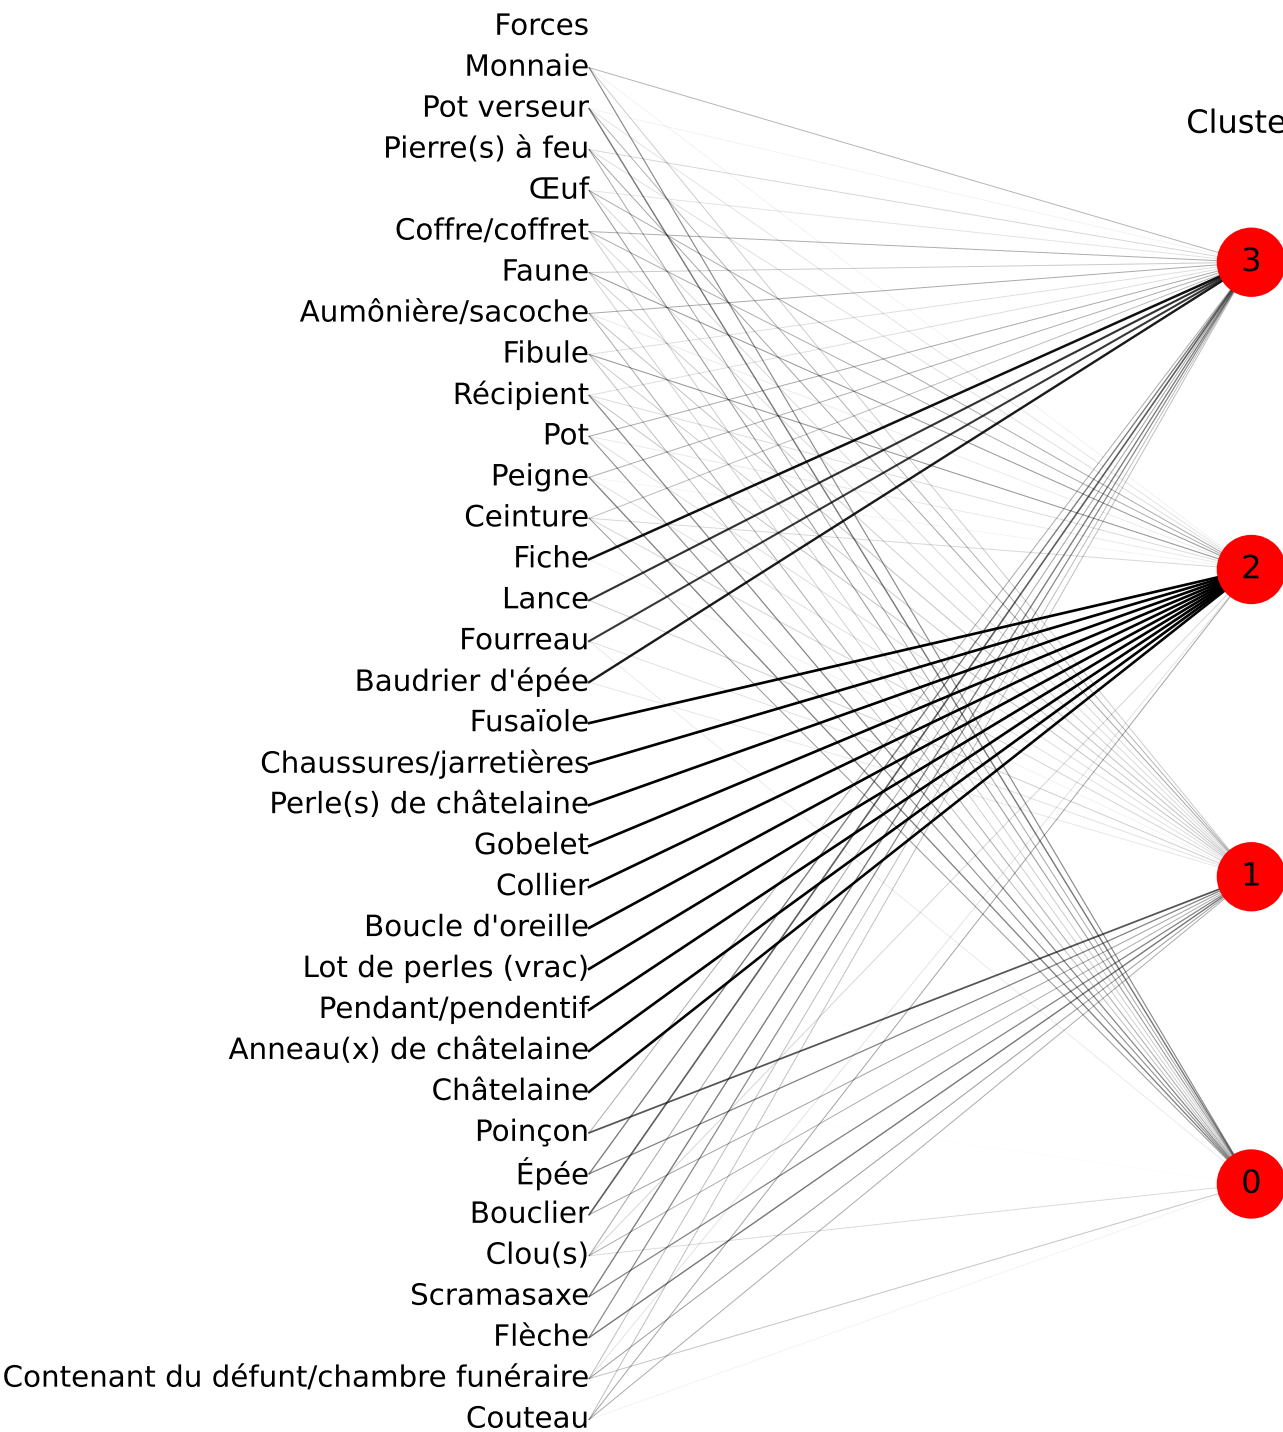 Forces
Monnaie
Pot verseur
Cluste
Pierre(s) à feu
Œuf
Coffre/coffret
3
Faune
Aumônière/sacoche
Fibule
Récipient
Pot
Peigne
Ceinture
Fiche
2
Lance
Fourreau
Baudrier d'épée
Fusaïole
Chaussures/jarretières
Perle(s) de châtelaine
Gobelet
1
Collier
Boucle d'oreille
Lot de perles (vrac)
Pendant/pendentif
Anneau(x) de châtelaine
Châtelaine
Poinçon
Épée
0
Bouclier
Clou(s)
Scramasaxe
Flèche
Contenant du défunt/chambre funéraire
Couteau